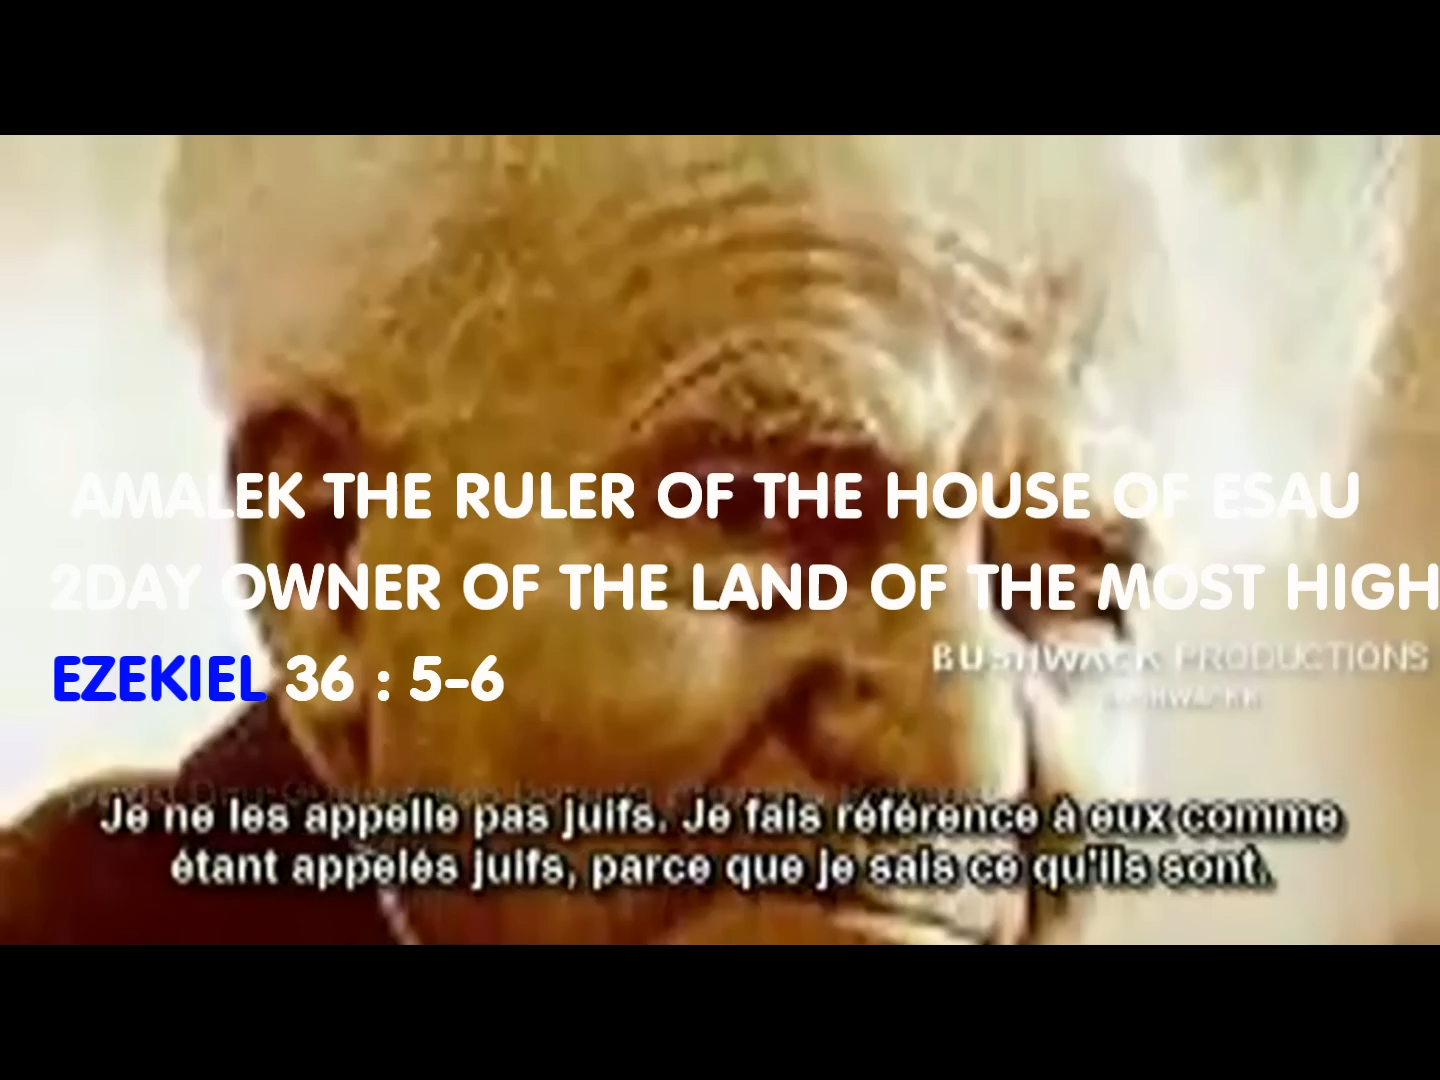 AMALEK THE RULER OF THE HOUSE OF ESAU
2DAY OWNER OF THE LAND OF THE MOST HIGH
EZEKIEL 36 : 5-6
BUSHWACK PRODUCTIONS
Je ne les appelle pas juifs. Je fais référence à eux comme
étant appelés juifs, parce que je sais ce qu'ils sont.